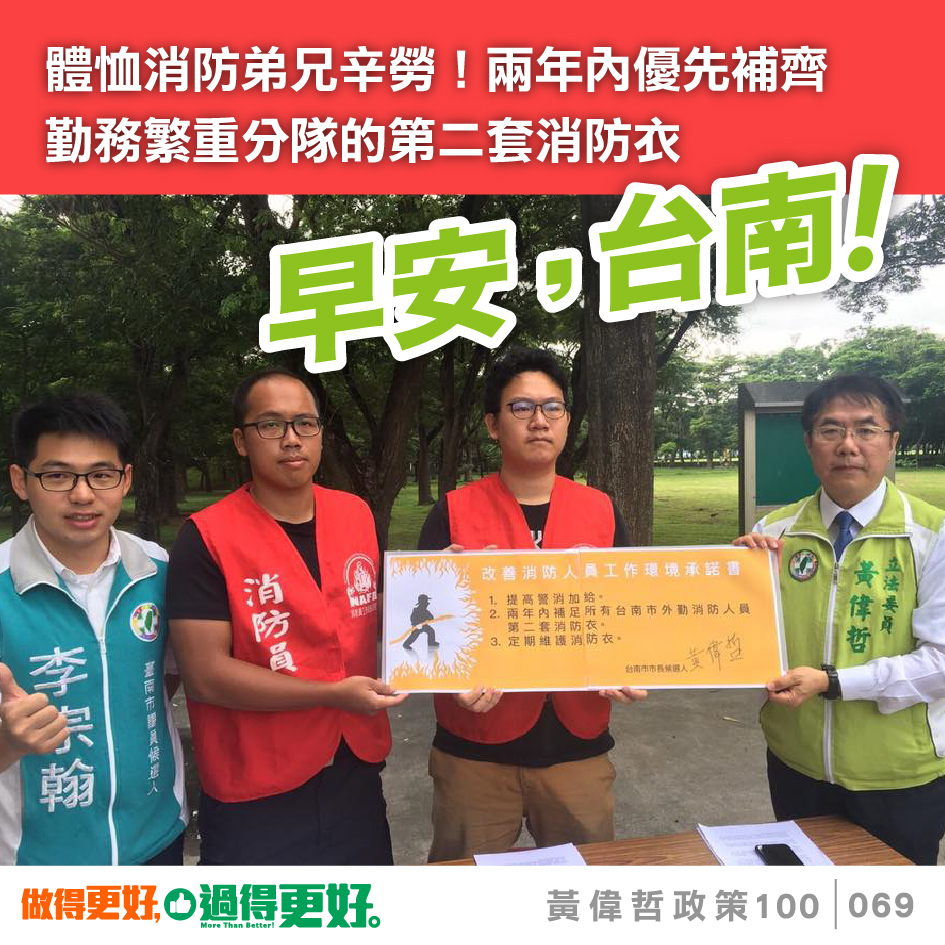 體恤消防弟兄辛勞！兩年內優先補齊
勤務繁重分隊的第二套消防衣
早安，台南！
改善消防人員工作環境承諾書
1. 提高警消加給。
2. 兩年內補足所有台南市外勤消防人員
第二套消防衣。
3. 定期維護消防衣。
台南市市長候選人 黃偉哲
消防員
NAFR
立法委員
黃偉哲
李宗翰
臺南市議員候選人
做得更好，過得更好。
More Than Better!
黃偉哲政策100 069